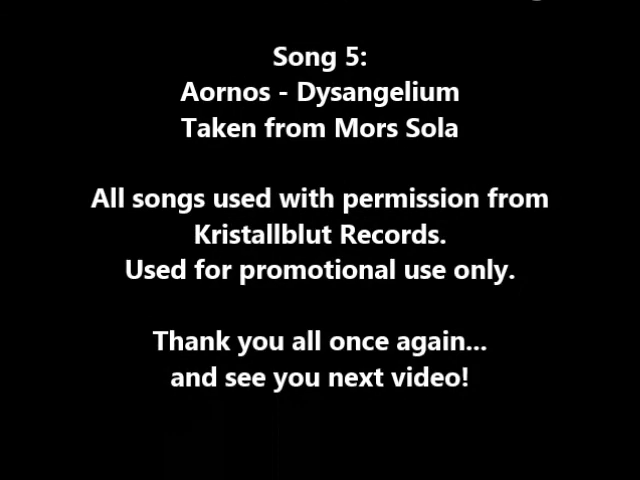 Song 5:
Aornos - Dysangelium
Taken from Mors Sola
All songs used with permission from
Kristallblut Records.
Used for promotional use only.
Thank you all once again...
and see you next video!